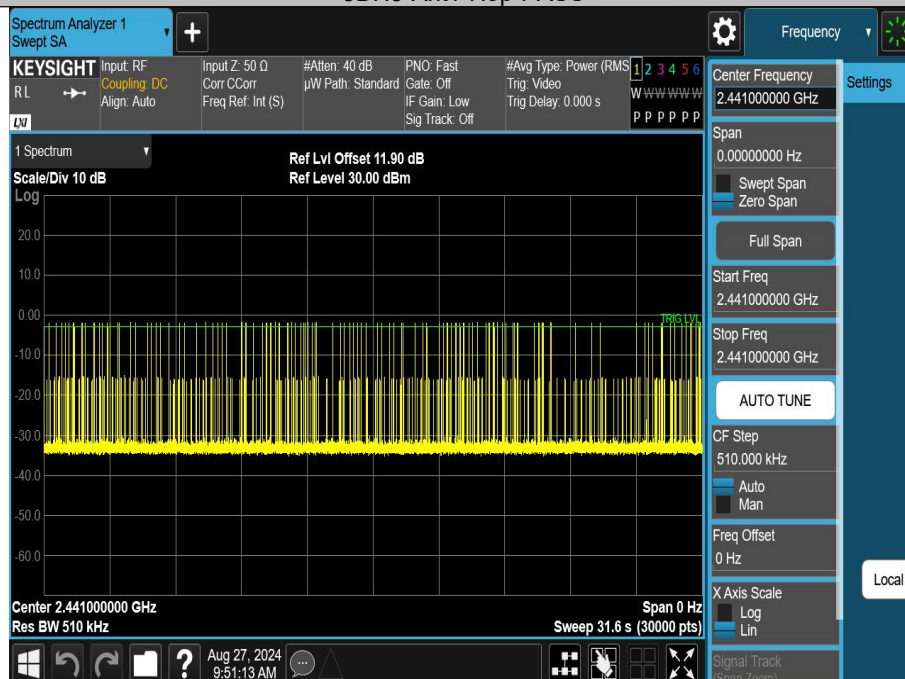 Spectrum Analyzer 1
Swept SA
+
Frequency
KEYSIGHT
R L
LXI
Input: RF
Coupling: DC
Align: Auto
Input Z: 50 Ω
Corr CCorr
Freq Ref: Int (S)
#Atten: 40 dB
µW Path: Standard
PNO: Fast
Gate: Off
IF Gain: Low
Sig Track: Off
#Avg Type: Power (RMS
Trig: Video
Trig Delay: 0.000 s
1 2 3 4 5 6
W W W W W W
P P P P P P
1 Spectrum
Scale/Div 10 dB
Log
Ref Lvl Offset 11.90 dB
Ref Level 30.00 dBm
20.0
10.0
0.00
-10.0
-20.0
-30.0
-40.0
-50.0
-60.0
TRIG LVL
Center 2.441000000 GHz
Res BW 510 kHz
Span 0 Hz
Sweep 31.6 s (30000 pts)
Center Frequency
2.441000000 GHz
Settings
Span
0.00000000 Hz
Swept Span
Zero Span
Full Span
Start Freq
2.441000000 GHz
Stop Freq
2.441000000 GHz
AUTO TUNE
CF Step
510.000 kHz
Auto
Man
Freq Offset
0 Hz
Local
X Axis Scale
Log
Lin
Signal Track
(Span Zoom)
?
Aug 27, 2024
9:51:13 AM